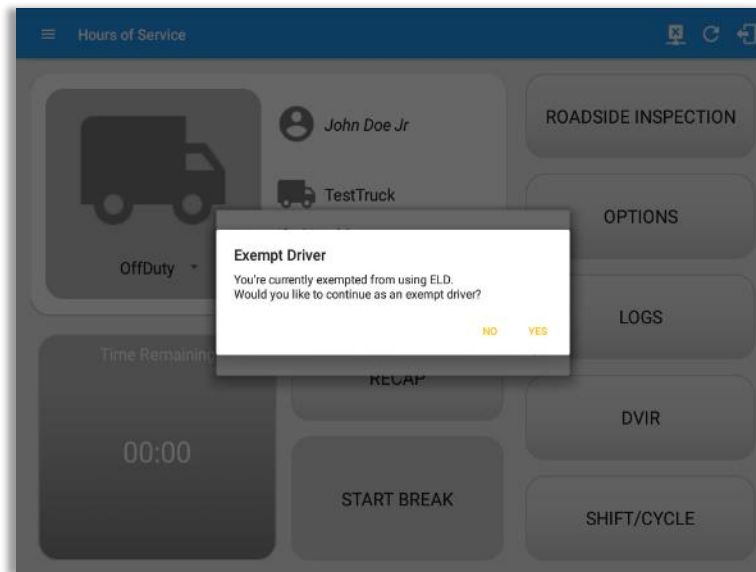 Hours of Service
John Doe Jr
TestTruck
OffDuty
ROADSIDE INSPECTION
OPTIONS
LOGS
DVIR
SHIFT/CYCLE
Exempt Driver
You're currently exempted from using ELD.
Would you like to continue as an exempt driver?
NO YES
Time Remaining
00:00
RECAP
START BREAK